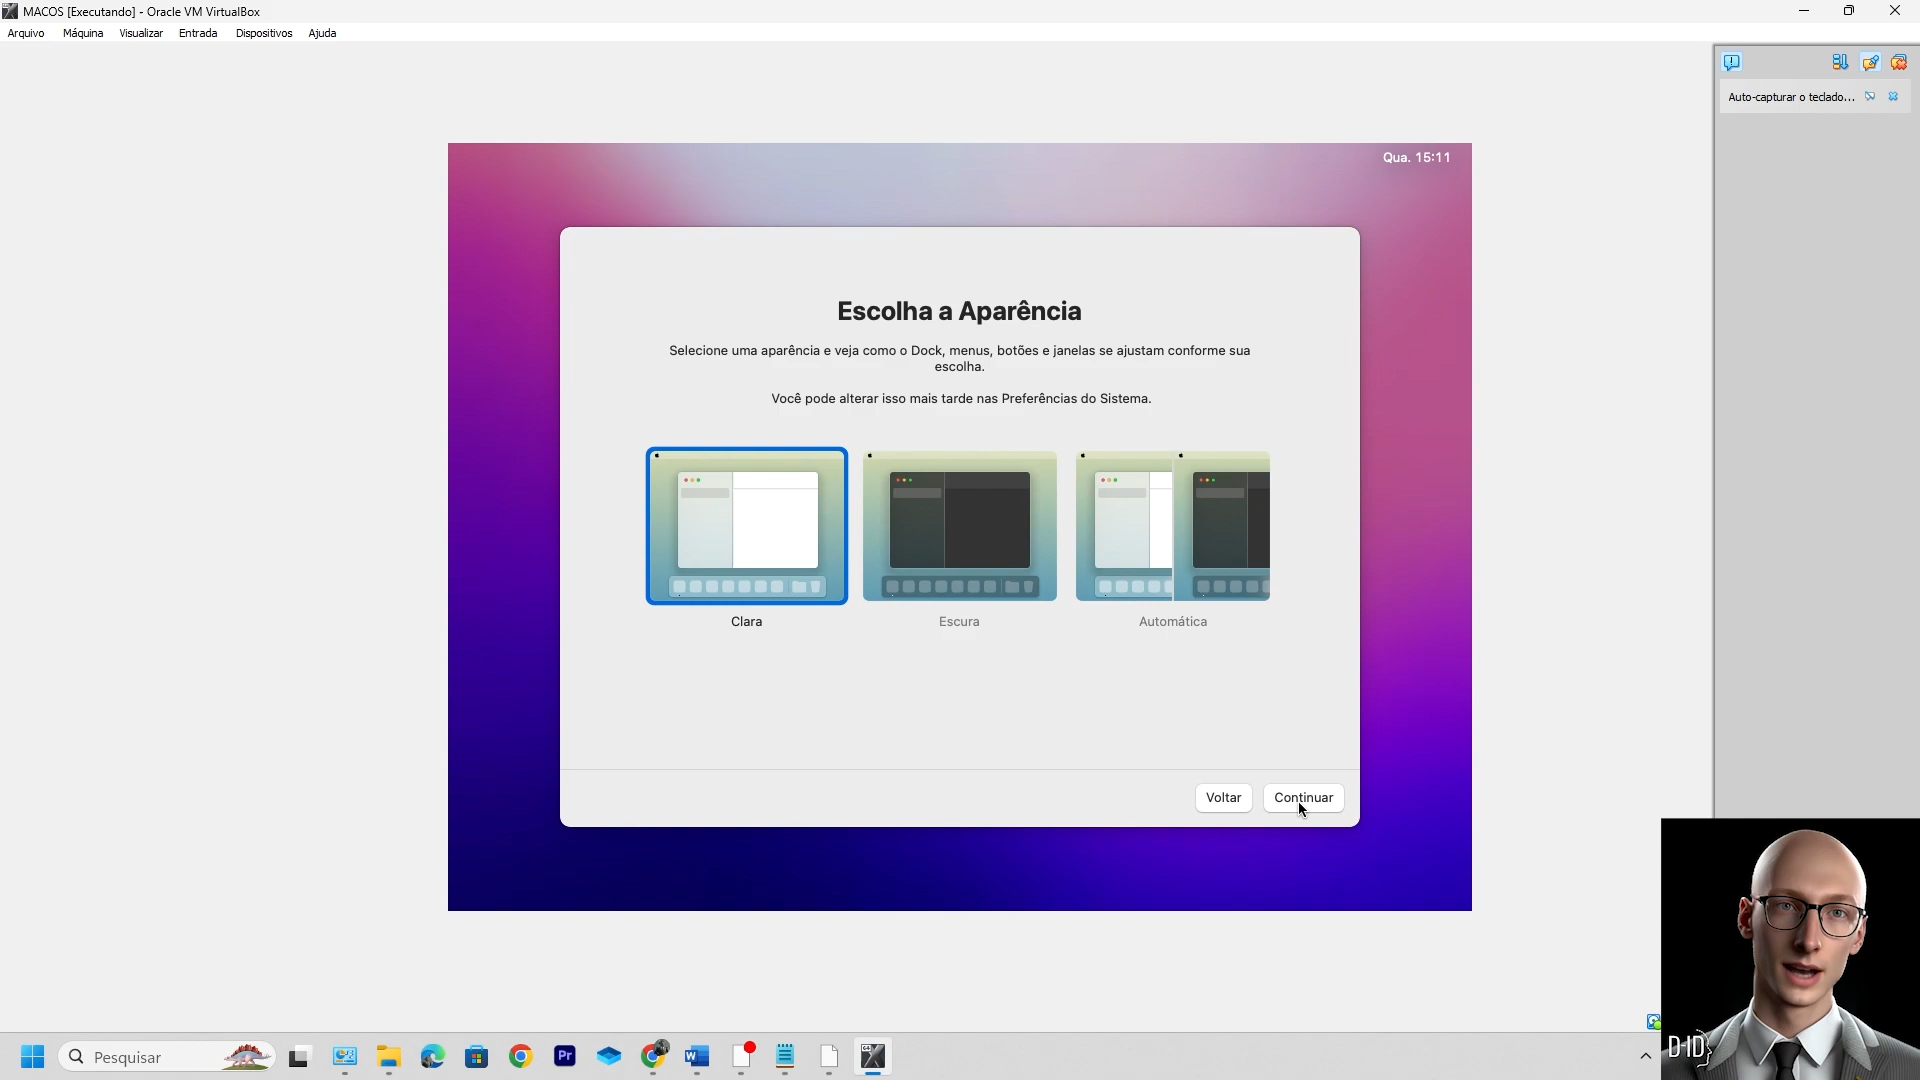 MACOS [Executando] - Oracle VM VirtualBox
Arquivo Máquina Visualizar Entrada Dispositivos Ajuda
Auto-capturar o teclado...
Qua. 15:11
Escolha a Aparência
Selecione uma aparência e veja como o Dock, menus, botões e janelas se ajustam conforme sua
escolha.
Você pode alterar isso mais tarde nas Preferências do Sistema.
Clara Escura Automática
Voltar Continuar
Pesquisar
Pr
W
D-ID